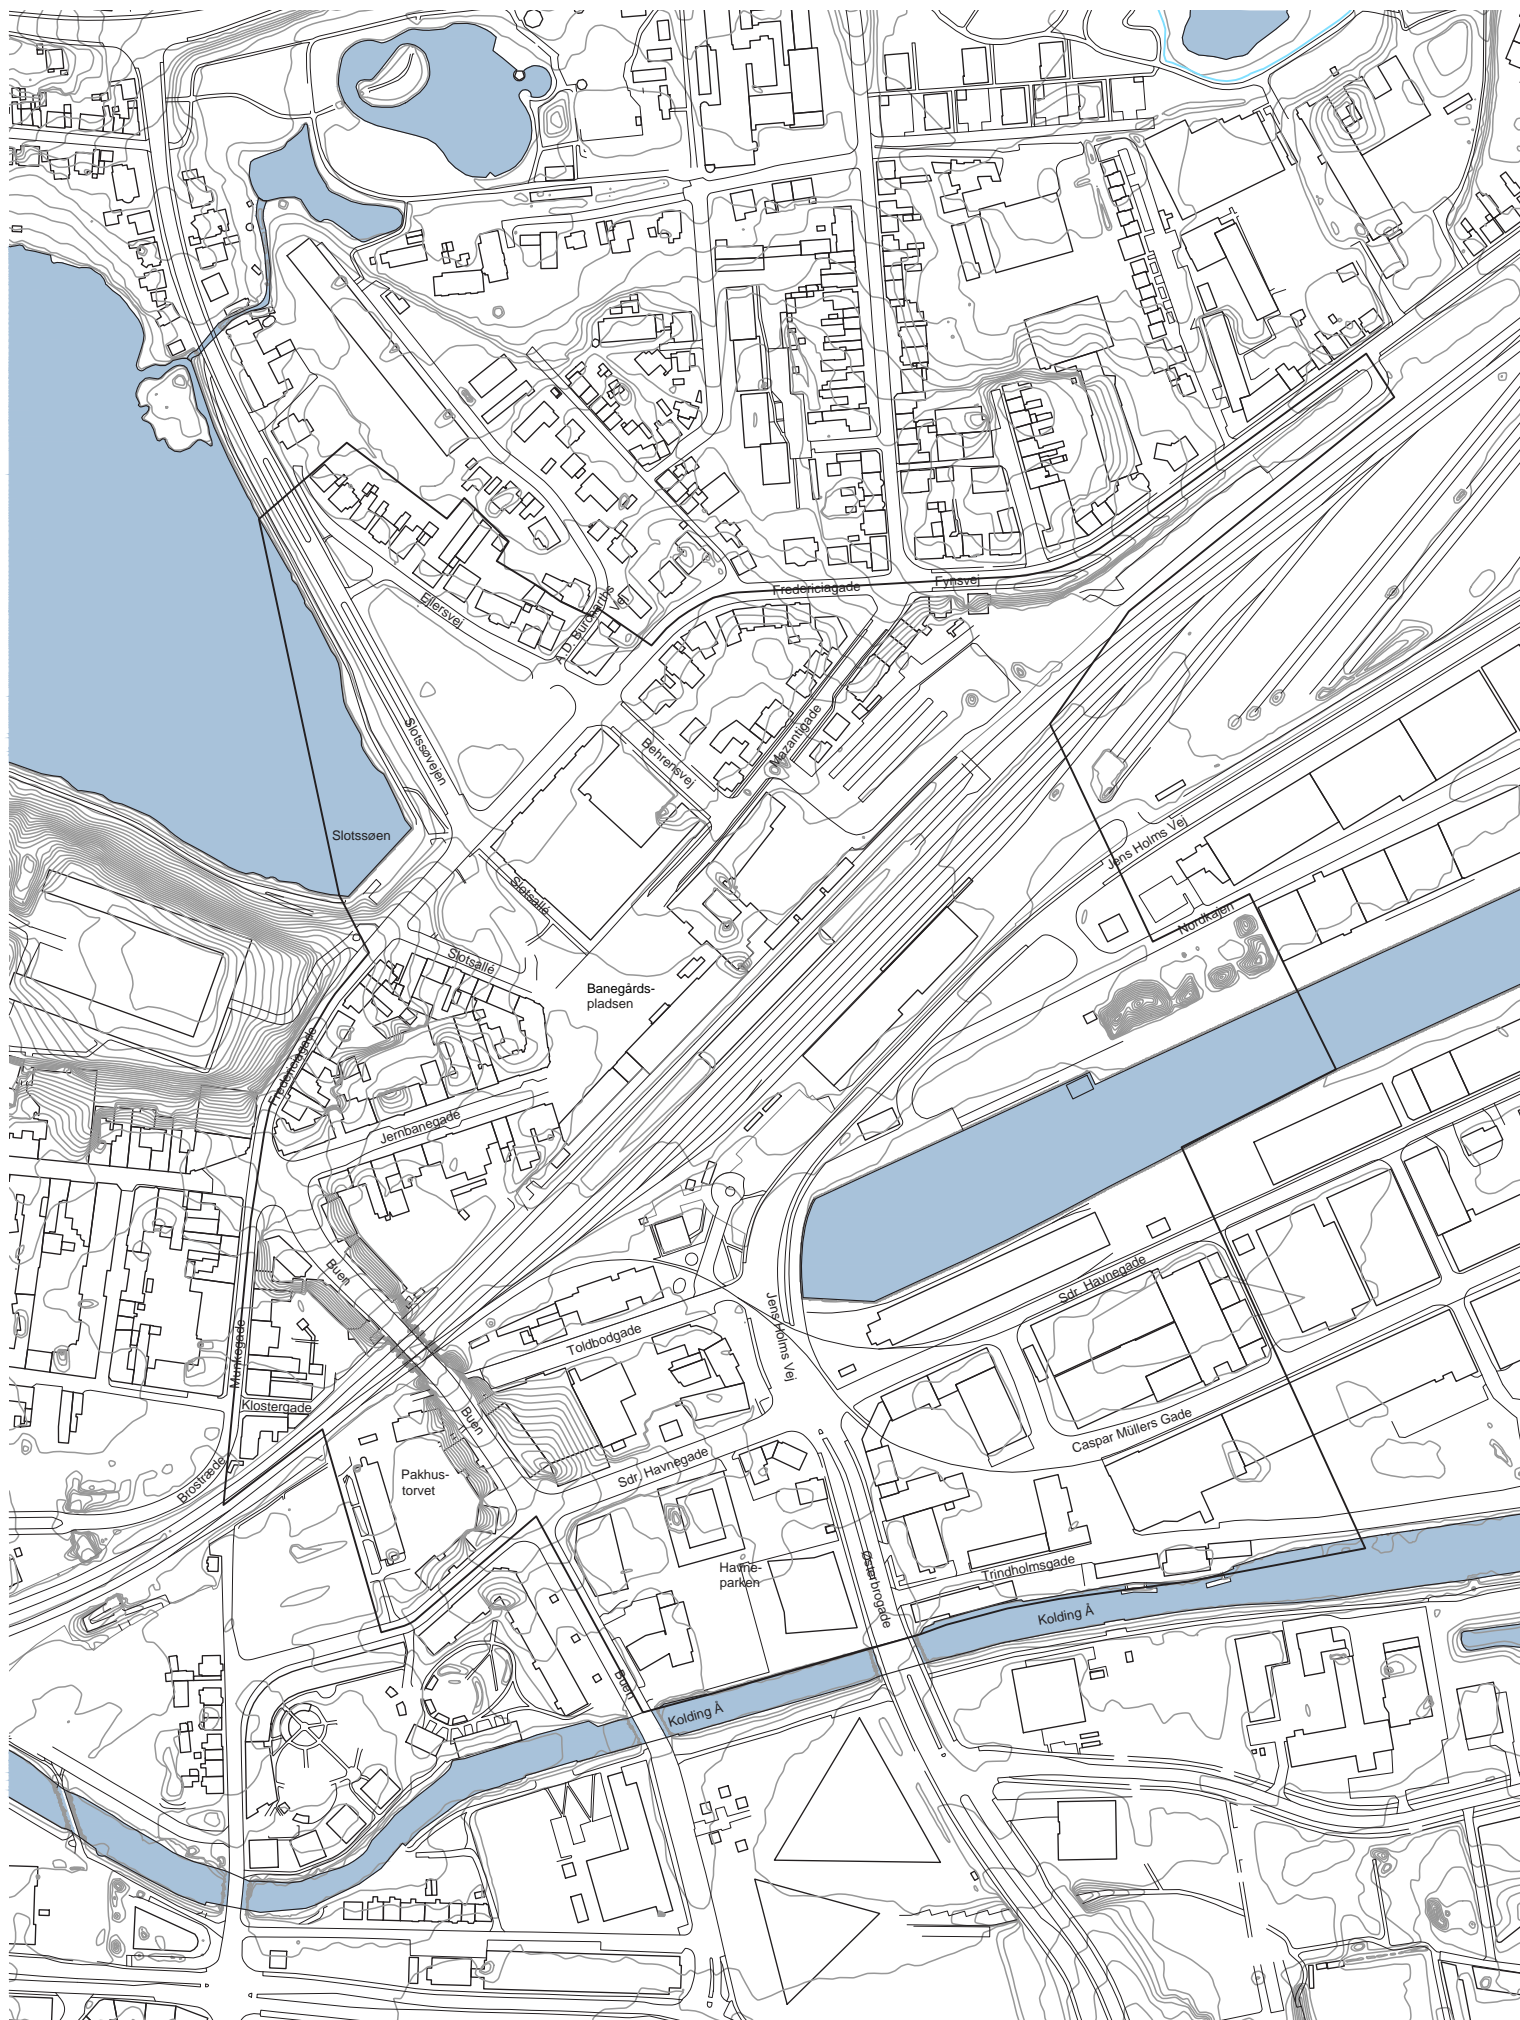 Fredericiagade
Fynsvej
Ejlersvej
A.D. Burcharths
Vej
Slotssøvejen
Behrensvej
Mazantigade
Slotssøen
Jens Holms Vej
Slotsallé
Nordkajen
Slotsallé
Banegårds-
pladsen
Fredericiagade
Jernbanegade
Buen
Sdr. Havnegade
Jens Holms Vej
Toldbodgade
Munkegade
Klostergade
Buen
Caspar Müllers Gade
Brostræde
Pakhus-
torvet
Sdr. Havnegade
Havne-
parken
Østerbrogade
Trindholmsgade
Kolding Å
Buen
Kolding Å